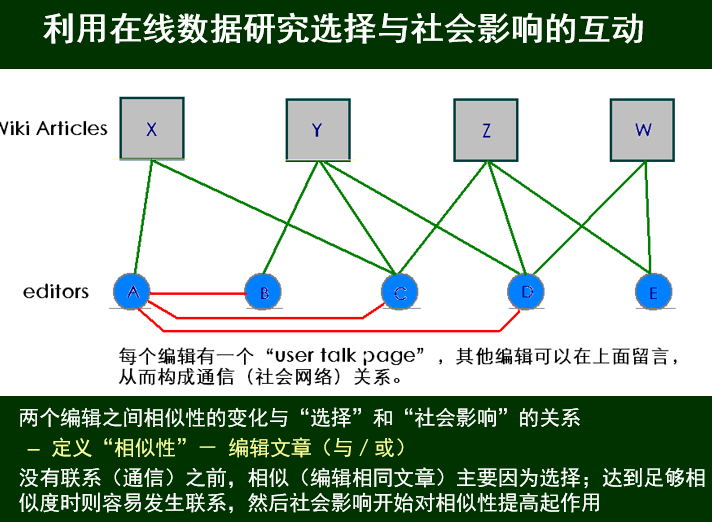 利用在线数据研究选择与社会影响的互动
Wiki Articles
X
Y
Z
W
editors
A
B
C
D
E
每个编辑有一个“user talk page”，其他编辑可以在上面留言，
从而构成通信（社会网络）关系。
两个编辑之间相似性的变化与“选择”和“社会影响”的关系
– 定义“相似性”— 编辑文章（与/或）
没有联系（通信）之前，相似（编辑相同文章）主要因为选择；达到足够相
似度时则容易发生联系，然后社会影响开始对相似性提高起作用